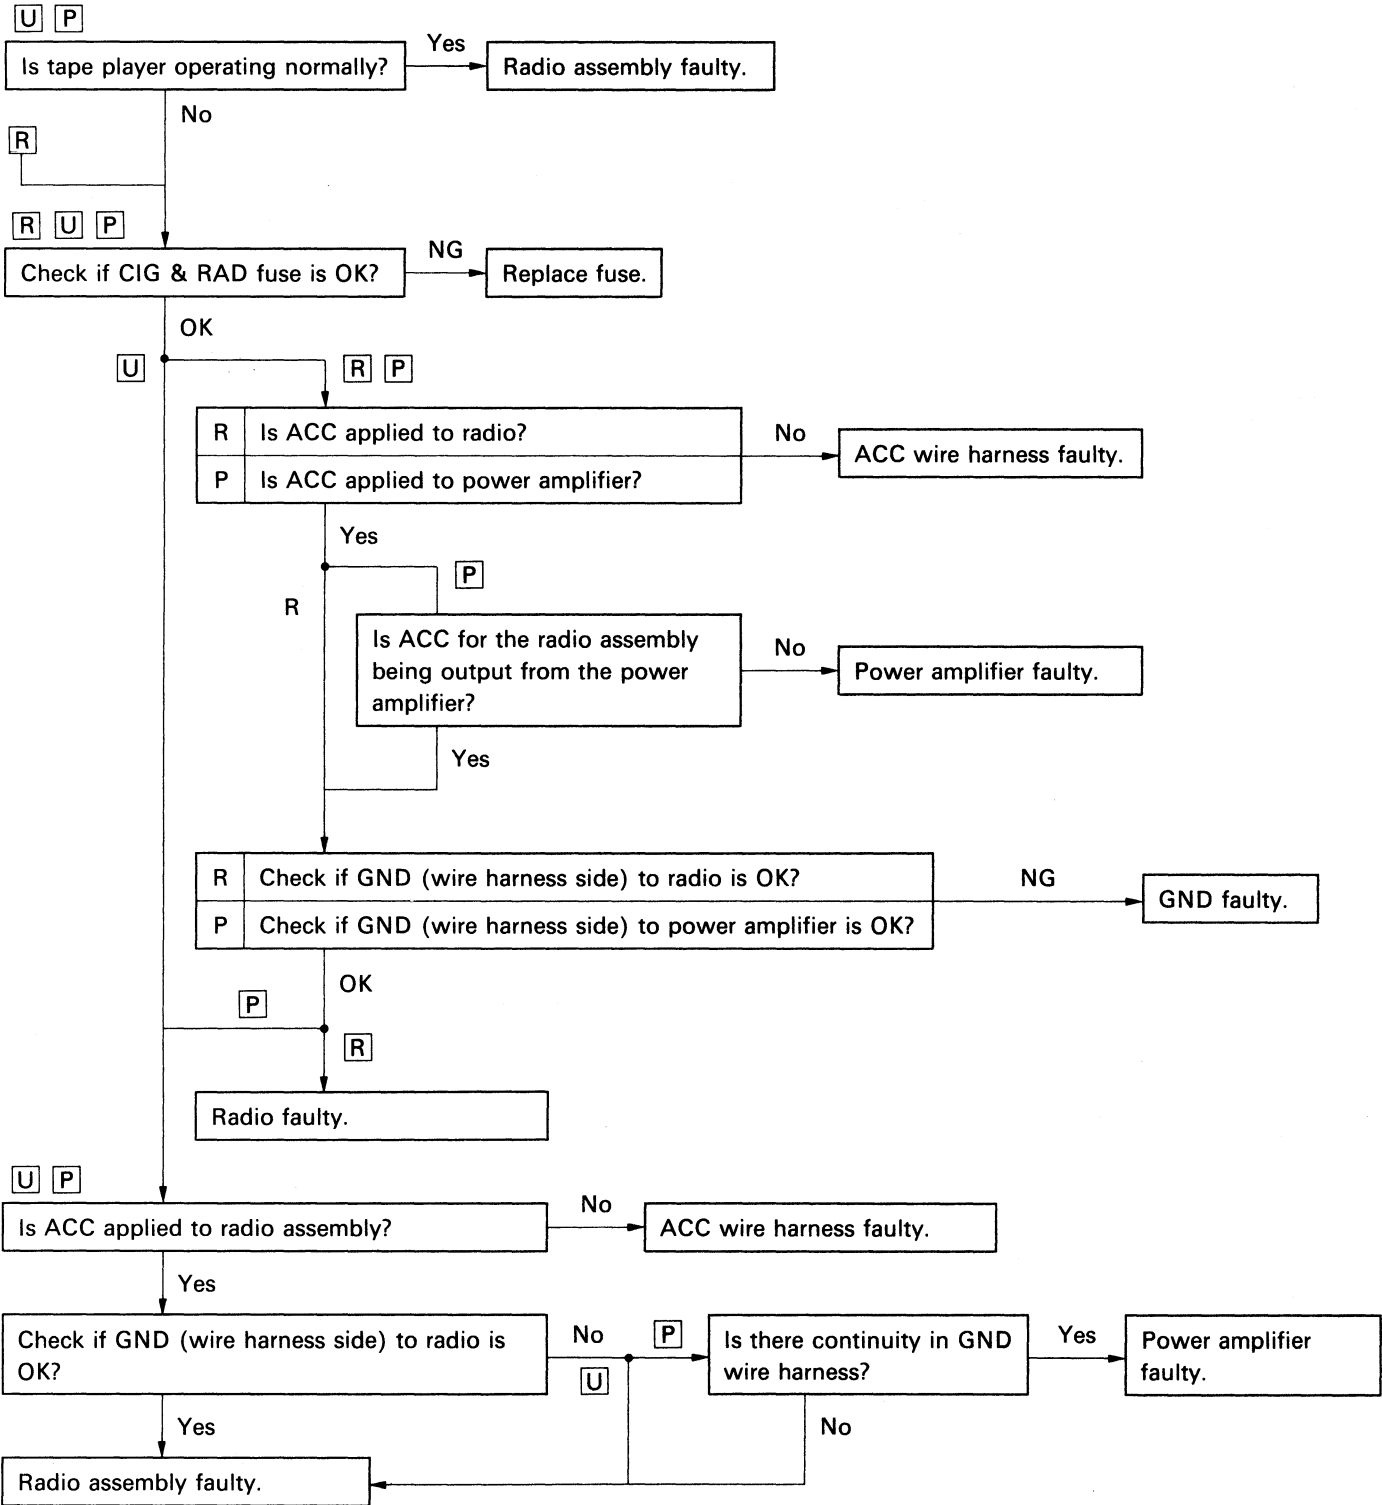 U P
Is tape player operating normally?
Yes
Radio assembly faulty.
No
R
R U P
Check if CIG & RAD fuse is OK?
NG
Replace fuse.
OK
U
R P
R Is ACC applied to radio?
P Is ACC applied to power amplifier?
No
ACC wire harness faulty.
Yes
P
R
Is ACC for the radio assembly
being output from the power
amplifier?
No
Power amplifier faulty.
Yes
R Check if GND (wire harness side) to radio is OK?
P Check if GND (wire harness side) to power amplifier is OK?
NG
GND faulty.
OK
P
R
Radio faulty.
U P
Is ACC applied to radio assembly?
No
ACC wire harness faulty.
Yes
Check if GND (wire harness side) to radio is
OK?
No
U
P
Is there continuity in GND
wire harness?
Yes
Power amplifier
faulty.
Yes
No
Radio assembly faulty.